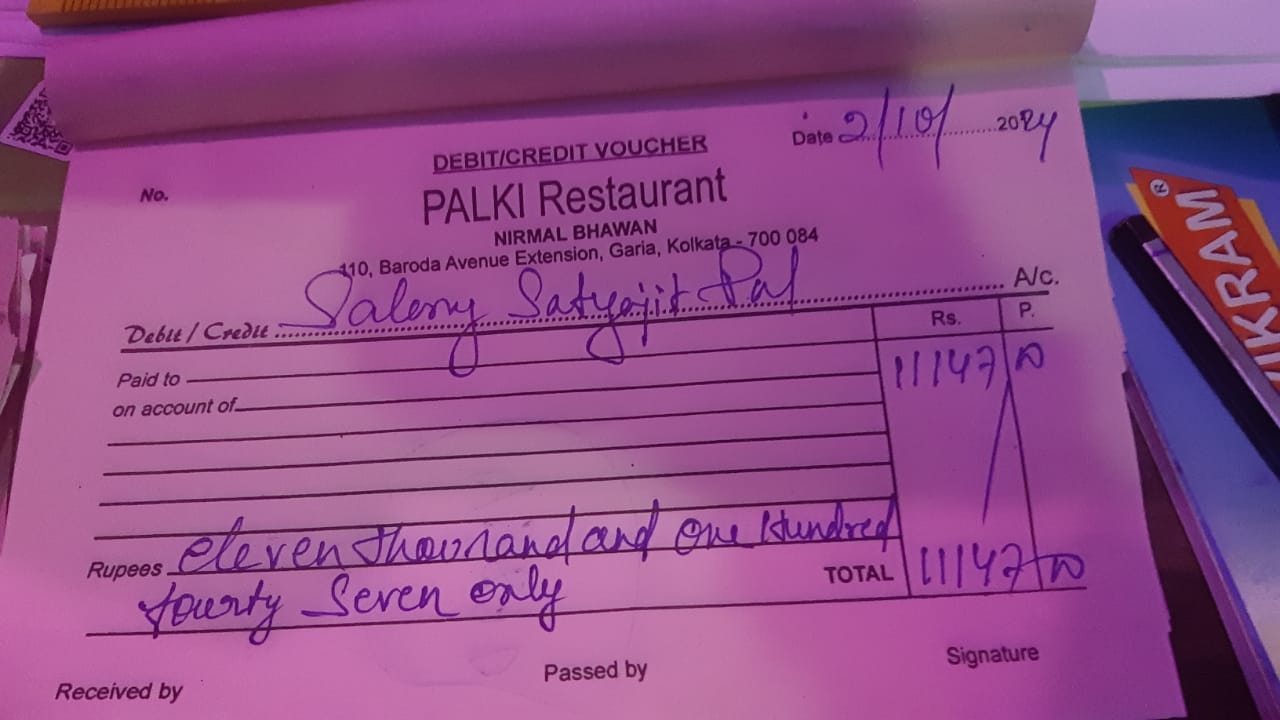 Date 2/10/ 2024
DEBIT/CREDIT VOUCHER
No.
PALKI Restaurant
NIRMAL BHAWAN
110, Baroda Avenue Extension, Garia, Kolkata - 700 084
Debit / Credit Salery Satyajit Pal A/c.
Rs. P.
Paid to 11147 00
on account of
Rupees eleven thousand and one Hundred
fourty Seven only TOTAL 11147 00
Received by Passed by Signature
VIKRAM®